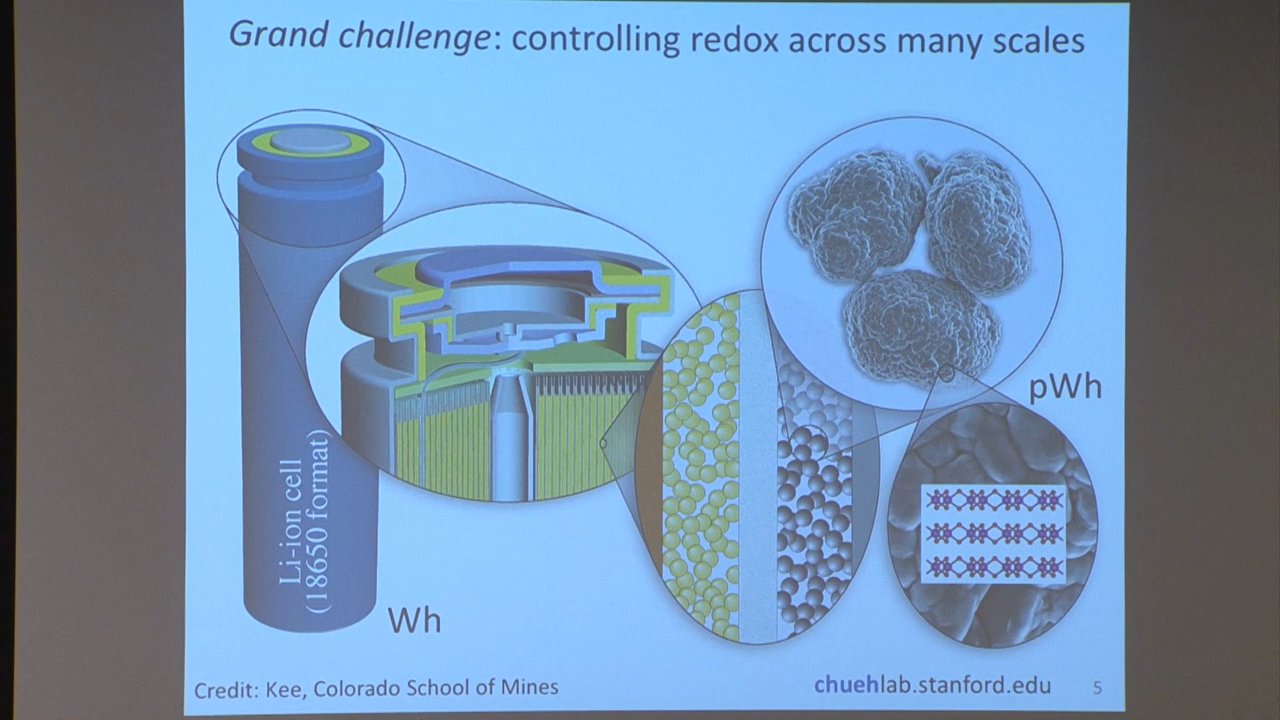 Grand challenge: controlling redox across many scales
Li-ion cell
(18650 format)
Wh
pWh
Credit: Kee, Colorado School of Mines
chuehlab.stanford.edu
5